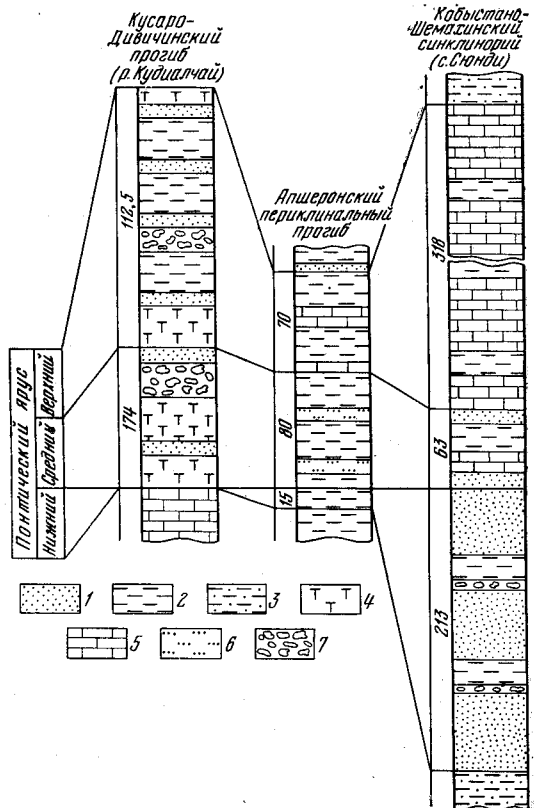 Кусаро-
Дивичинский
прогиб
(р. Кудиалчай)
Апшеронский
периклинальный
прогиб
Кобыстано-
Шемахинский
синклинорий
(с. Сюнди)
112,5
174
70
80
15
318
63
213
Понтический ярус
Верхний
Средний
Нижний
1
2
3
4
5
6
7